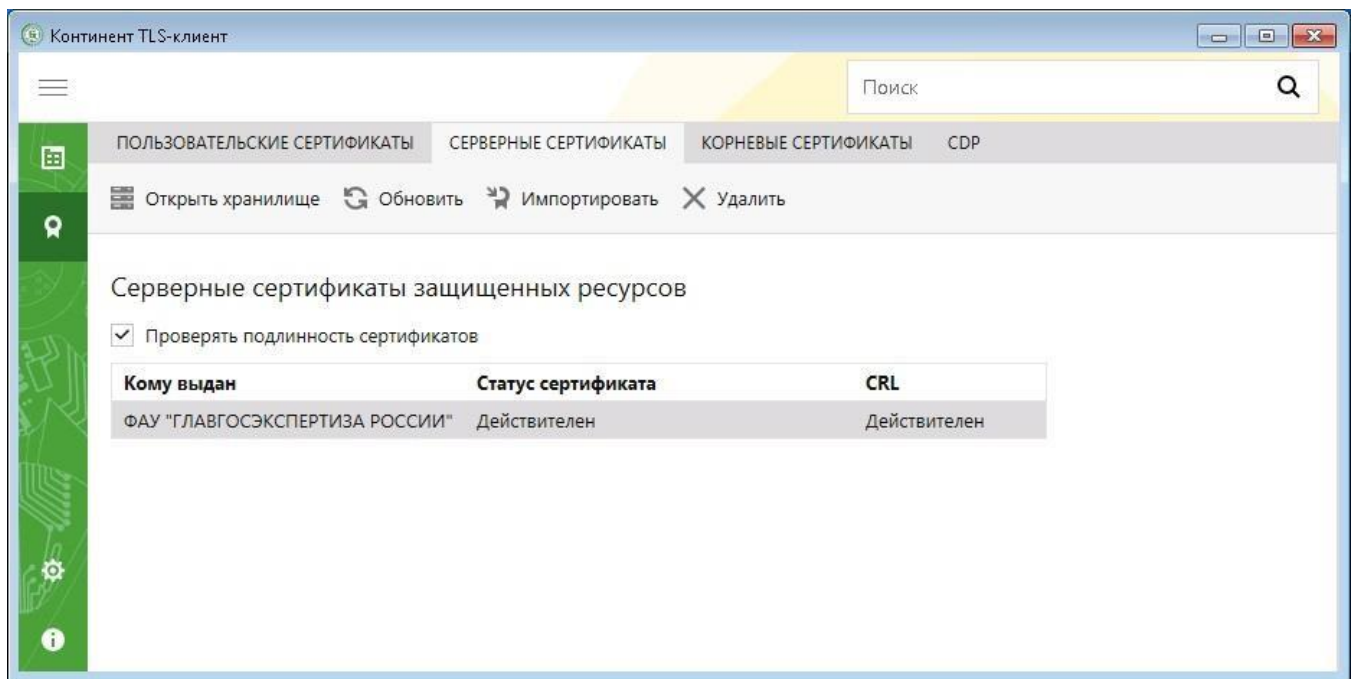 Континент TLS-клиент
Поиск
ПОЛЬЗОВАТЕЛЬСКИЕ СЕРТИФИКАТЫ СЕРВЕРНЫЕ СЕРТИФИКАТЫ КОРНЕВЫЕ СЕРТИФИКАТЫ CDP
Открыть хранилище Обновить Импортировать Удалить
Серверные сертификаты защищенных ресурсов
Проверять подлинность сертификатов
Кому выдан Статус сертификата CRL
ФАУ "ГЛАВГОСЭКСПЕРТИЗА РОССИИ" Действителен Действителен